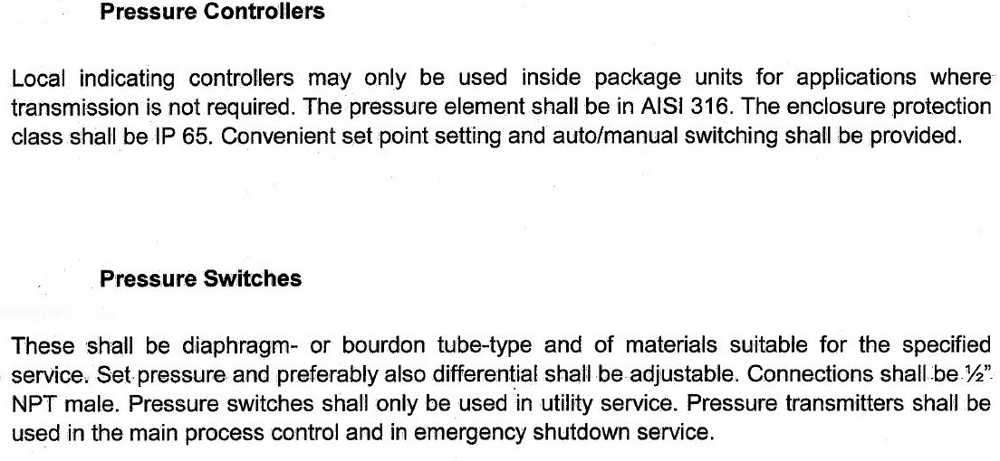 Pressure Controllers
Local indicating controllers may only be used inside package units for applications where
transmission is not required. The pressure element shall be in AISI 316. The enclosure protection
class shall be IP 65. Convenient set point setting and auto/manual switching shall be provided.
Pressure Switches
These shall be diaphragm- or bourdon tube-type and of materials suitable for the specified
service. Set pressure and preferably also differential shall be adjustable. Connections shall be ½”
NPT male. Pressure switches shall only be used in utility service. Pressure transmitters shall be
used in the main process control and in emergency shutdown service.